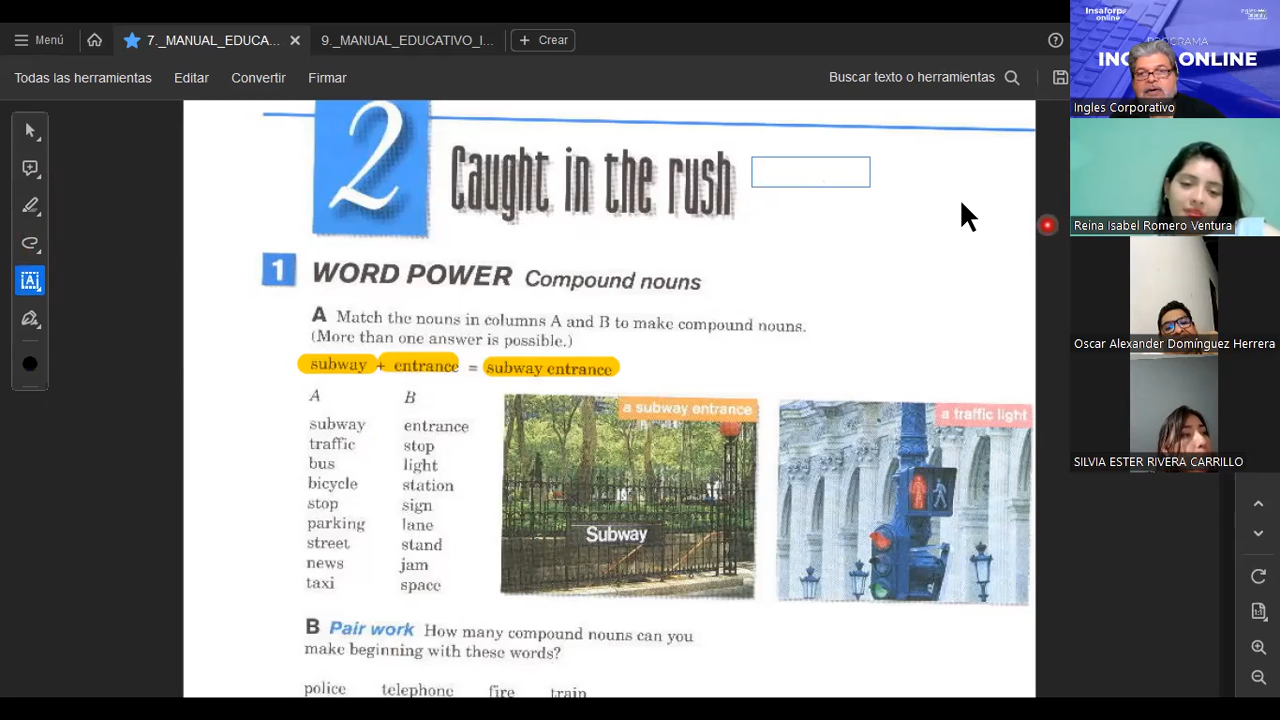 Menú
7._MANUAL_EDUCA...
9._MANUAL_EDUCATIVO_I...
Crear
Todas las herramientas
Editar
Convertir
Firmar
Buscar texto o herramientas
2
Caught in the rush
1 WORD POWER Compound nouns
A Match the nouns in columns A and B to make compound nouns.
(More than one answer is possible.)
subway + entrance = subway entrance
A B
subway entrance
traffic stop
bus light
bicycle station
stop sign
parking lane
street stand
news jam
taxi space
a subway entrance
Subway
a traffic light
B Pair work How many compound nouns can you
make beginning with these words?
police telephone fire train
Insaforp
online
PROGRAMA
ONLINE
Ingles Corporativo
Reina Isabel Romero Ventura
Oscar Alexander Domínguez Herrera
SILVIA ESTER RIVERA CARRILLO